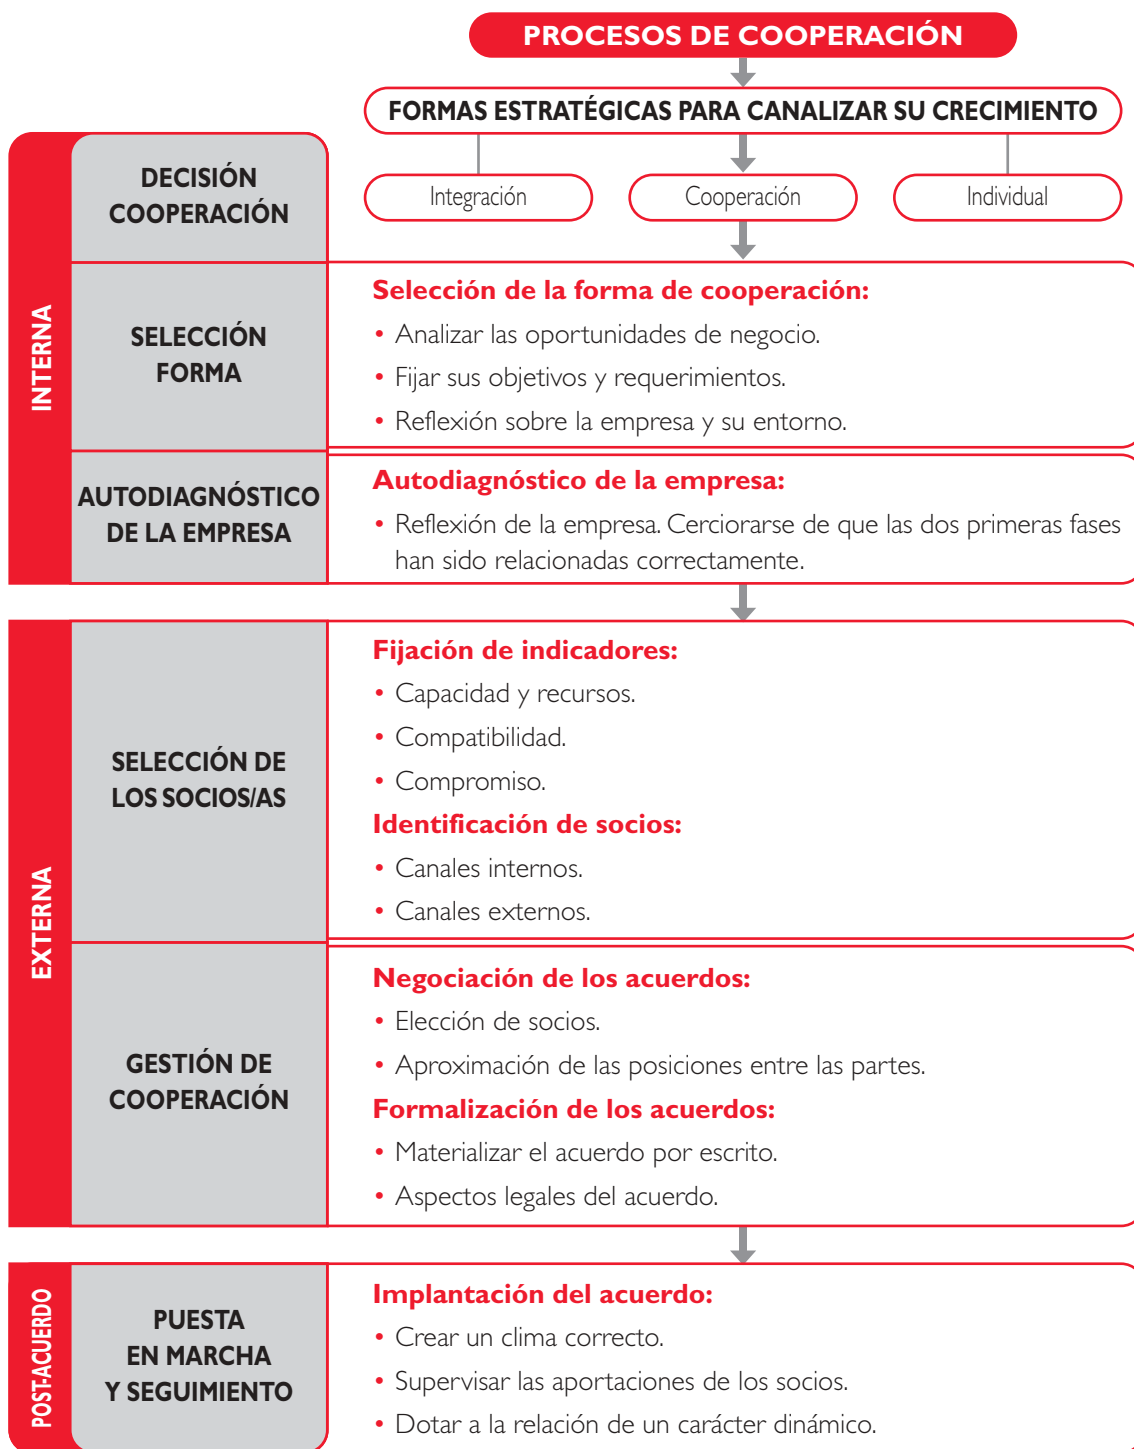 PROCESOS DE COOPERACIÓN
FORMAS ESTRATÉGICAS PARA CANALIZAR SU CRECIMIENTO
Integración
Cooperación
Individual
INTERNA
DECISIÓN
COOPERACIÓN
SELECCIÓN
FORMA
Selección de la forma de cooperación:
• Analizar las oportunidades de negocio.
• Fijar sus objetivos y requerimientos.
• Reflexión sobre la empresa y su entorno.
AUTODIAGNÓSTICO
DE LA EMPRESA
Autodiagnóstico de la empresa:
• Reflexión de la empresa. Cerciorarse de que las dos primeras fases
han sido relacionadas correctamente.
EXTERNA
SELECCIÓN DE
LOS SOCIOS/AS
Fijación de indicadores:
• Capacidad y recursos.
• Compatibilidad.
• Compromiso.
Identificación de socios:
• Canales internos.
• Canales externos.
GESTIÓN DE
COOPERACIÓN
Negociación de los acuerdos:
• Elección de socios.
• Aproximación de las posiciones entre las partes.
Formalización de los acuerdos:
• Materializar el acuerdo por escrito.
• Aspectos legales del acuerdo.
POST-ACUERDO
PUESTA
EN MARCHA
Y SEGUIMIENTO
Implantación del acuerdo:
• Crear un clima correcto.
• Supervisar las aportaciones de los socios.
• Dotar a la relación de un carácter dinámico.